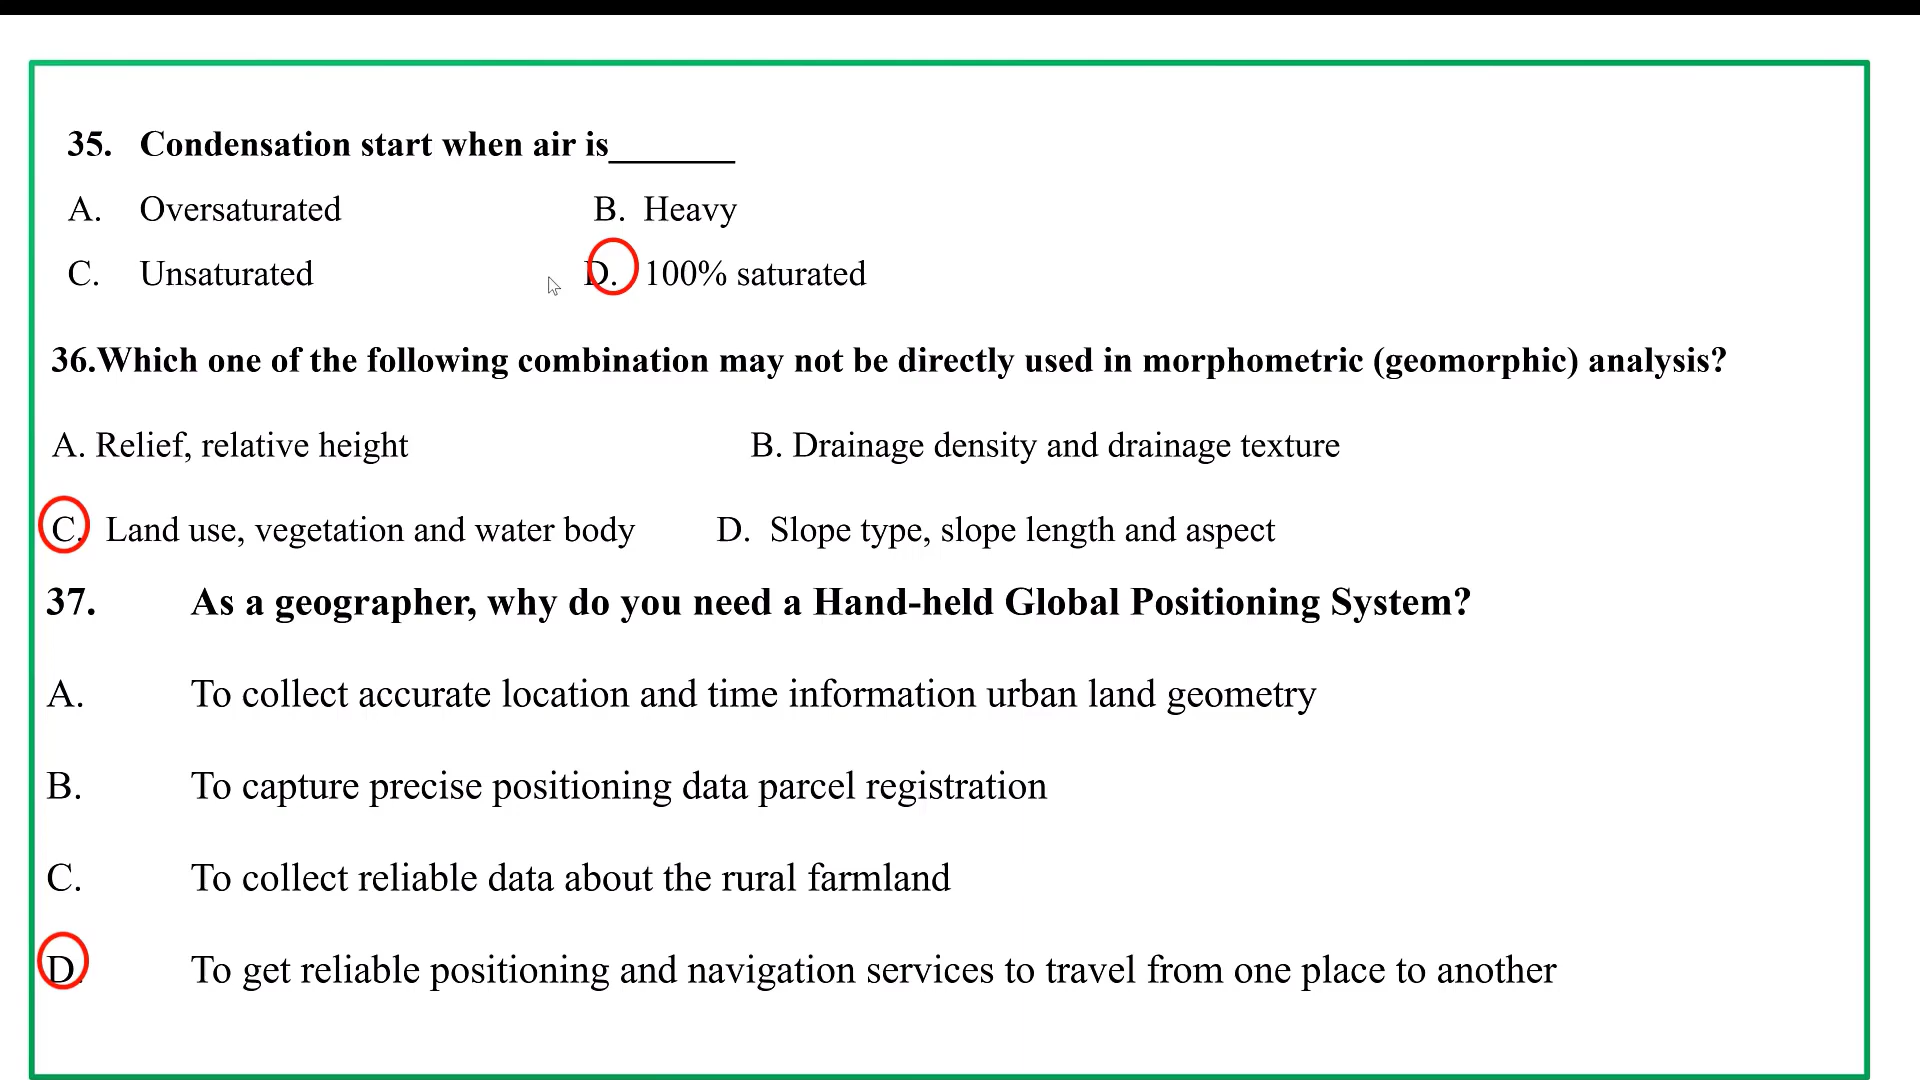 35. Condensation start when air is_______
A. Oversaturated B. Heavy
C. Unsaturated D. 100% saturated
36.Which one of the following combination may not be directly used in morphometric (geomorphic) analysis?
A. Relief, relative height B. Drainage density and drainage texture
C. Land use, vegetation and water body D. Slope type, slope length and aspect
37. As a geographer, why do you need a Hand-held Global Positioning System?
A. To collect accurate location and time information urban land geometry
B. To capture precise positioning data parcel registration
C. To collect reliable data about the rural farmland
D. To get reliable positioning and navigation services to travel from one place to another